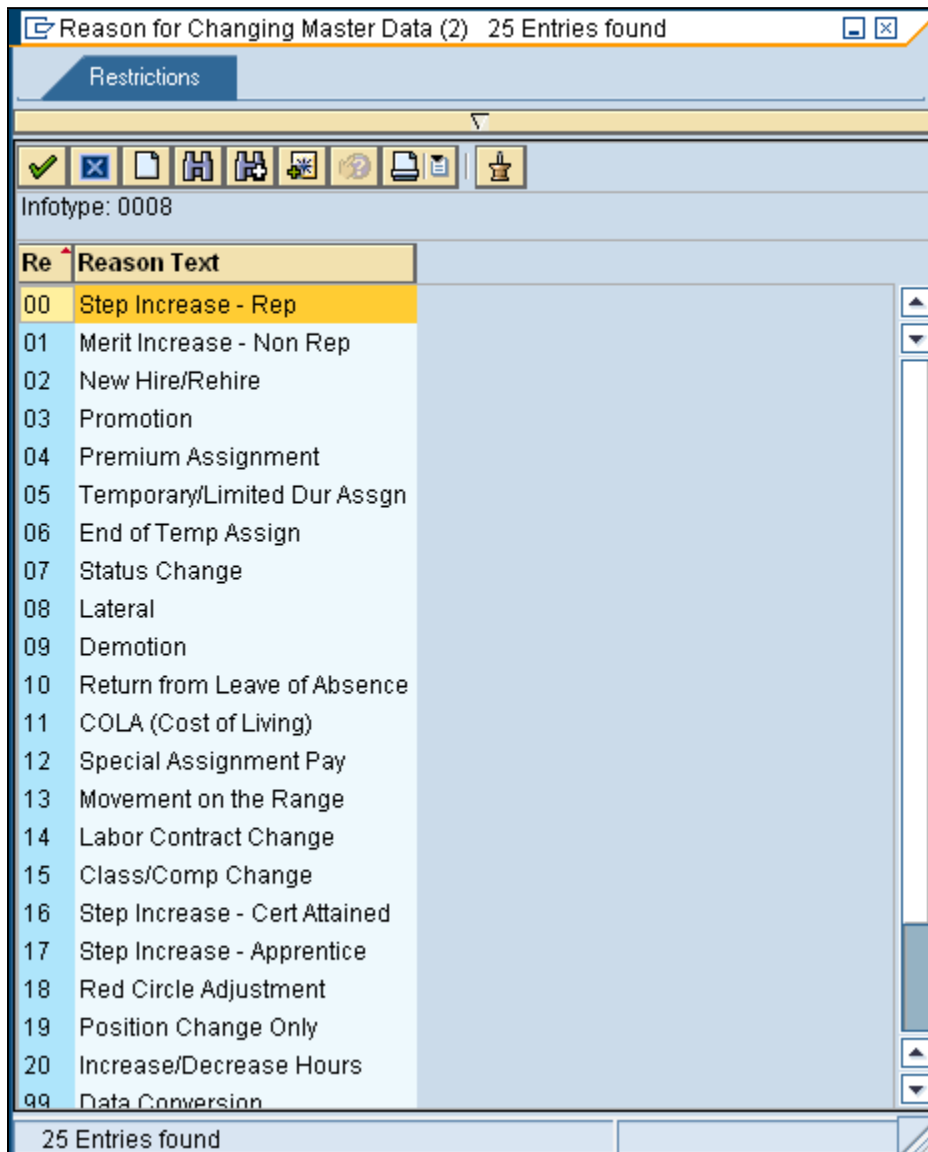 Reason for Changing Master Data (2) 25 Entries found
Restrictions
Infotype: 0008
Re Reason Text
00 Step Increase - Rep
01 Merit Increase - Non Rep
02 New Hire/Rehire
03 Promotion
04 Premium Assignment
05 Temporary/Limited Dur Assgn
06 End of Temp Assign
07 Status Change
08 Lateral
09 Demotion
10 Return from Leave of Absence
11 COLA (Cost of Living)
12 Special Assignment Pay
13 Movement on the Range
14 Labor Contract Change
15 Class/Comp Change
16 Step Increase - Cert Attained
17 Step Increase - Apprentice
18 Red Circle Adjustment
19 Position Change Only
20 Increase/Decrease Hours
99 Data Conversion
25 Entries found